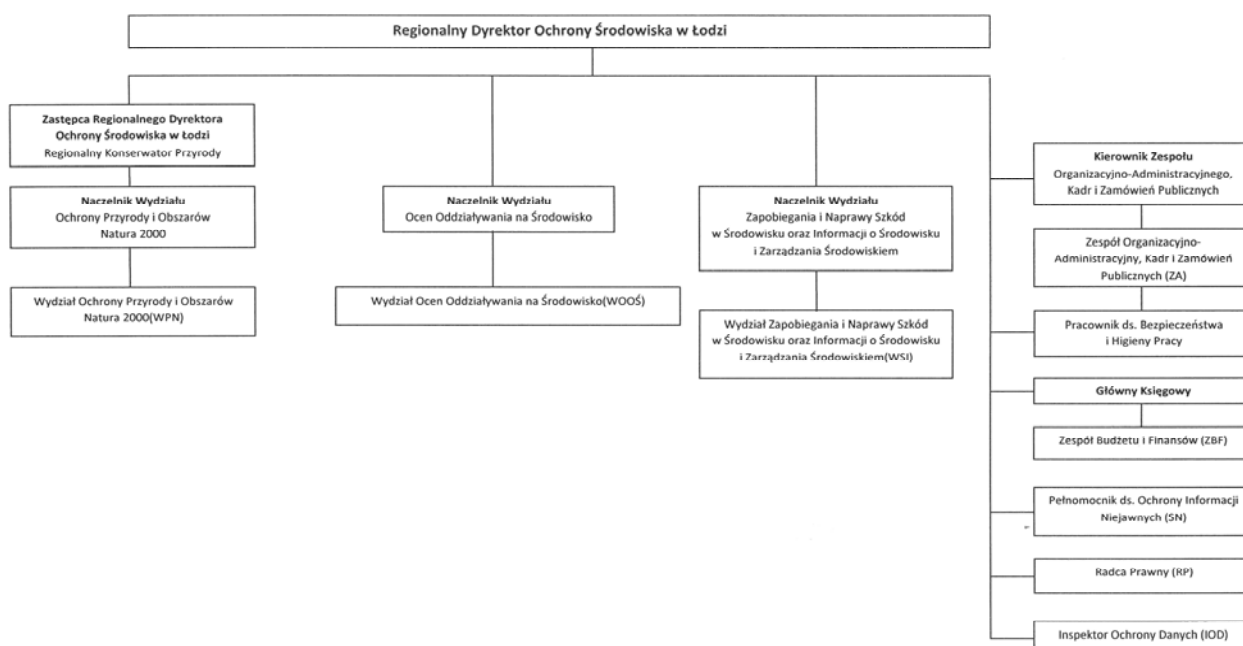 Regionalny Dyrektor Ochrony Środowiska w Łodzi
Zastępca Regionalnego Dyrektora
Ochrony Środowiska w Łodzi
Regionalny Konserwator Przyrody
Naczelnik Wydziału
Ochrony Przyrody i Obszarów
Natura 2000
Wydział Ochrony Przyrody i Obszarów
Natura 2000(WPN)
Naczelnik Wydziału
Ocen Oddziaływania na Środowisko
Wydział Ocen Oddziaływania na Środowisko(WOOŚ)
Naczelnik Wydziału
Zapobiegania i Naprawy Szkód
w Środowisku oraz Informacji o Środowisku
i Zarządzania Środowiskiem
Wydział Zapobiegania i Naprawy Szkód
w Środowisku oraz Informacji o Środowisku
i Zarządzania Środowiskiem(WSI)
Kierownik Zespołu
Organizacyjno-Administracyjnego,
Kadr i Zamówień Publicznych
Zespół Organizacyjno-
Administracyjny, Kadr i Zamówień
Publicznych (ZA)
Pracownik ds. Bezpieczeństwa
i Higieny Pracy
Główny Księgowy
Zespół Budżetu i Finansów (ZBF)
Pełnomocnik ds. Ochrony Informacji
Niejawnych (SN)
Radca Prawny (RP)
Inspektor Ochrony Danych (IOD)